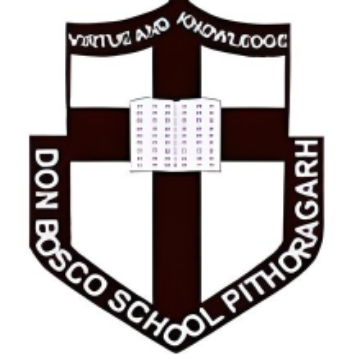 VIRTUE AND KNOWLEDGE
DON BOSCO SCHOOL PITHORAGARH